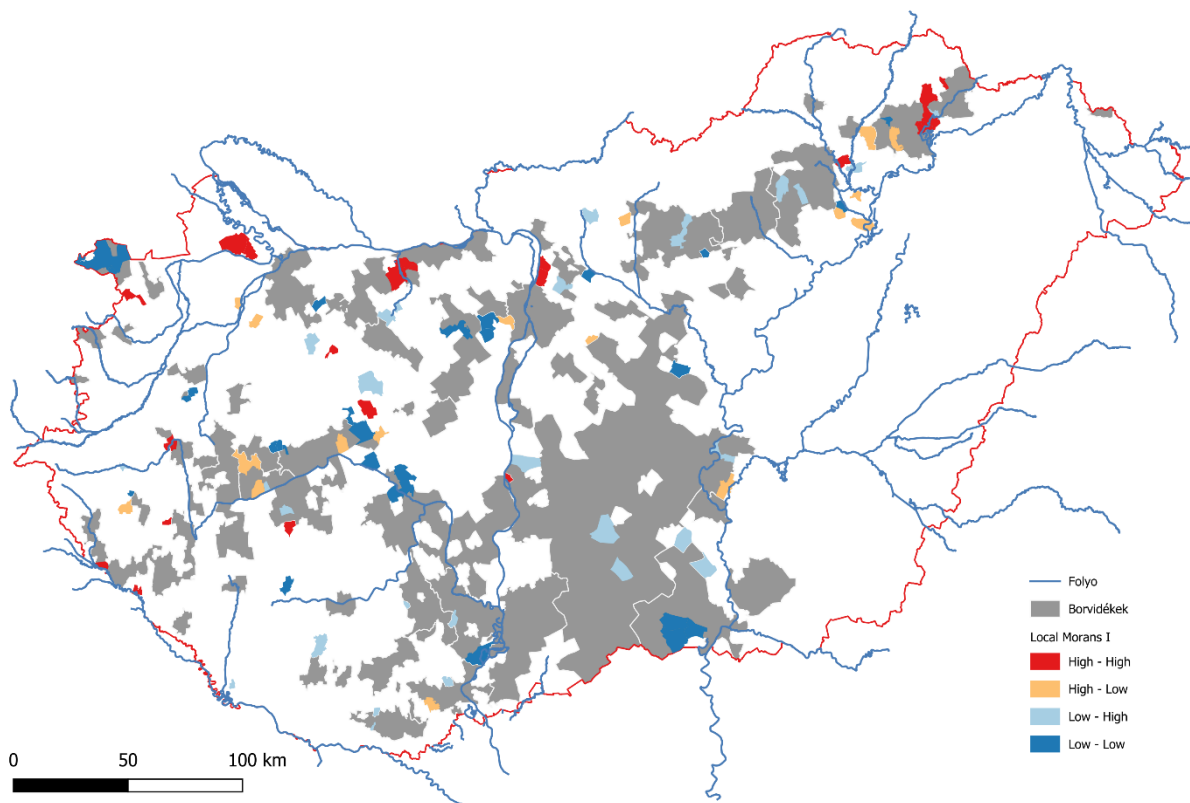 Folyo
Borvidékek
Local Morans I
High - High
High - Low
Low - High
Low - Low
0 50 100 km